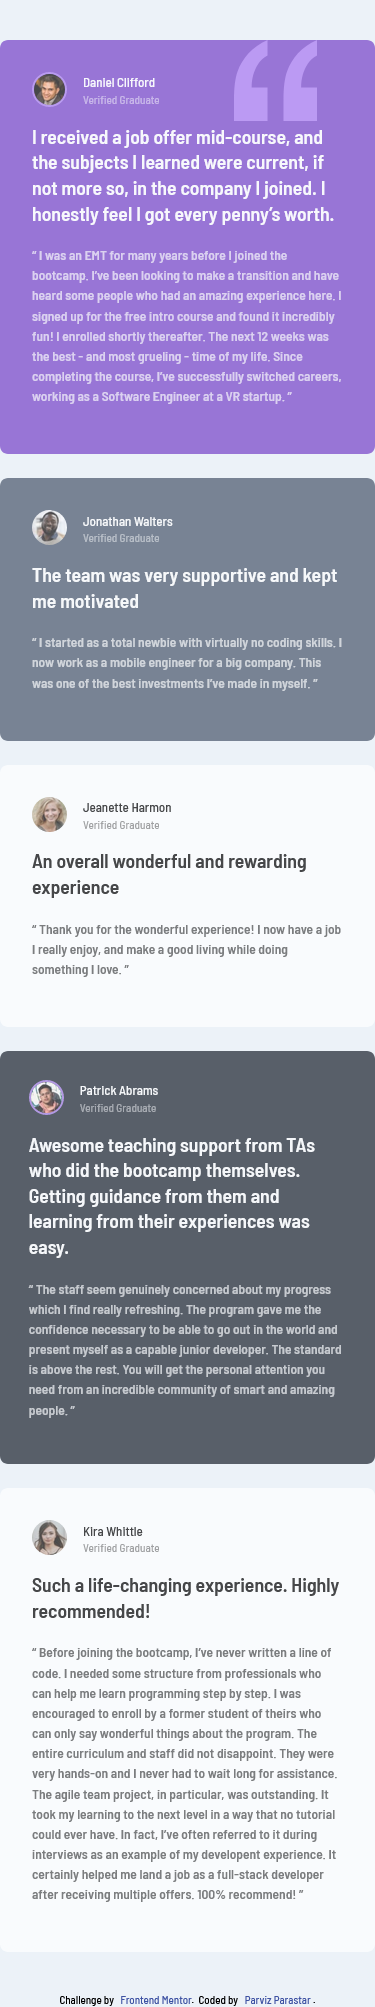 Daniel Clifford
Verified Graduate
I received a job offer mid-course, and
the subjects I learned were current, if
not more so, in the company I joined. I
honestly feel I got every penny’s worth.
“ I was an EMT for many years before I joined the
bootcamp. I’ve been looking to make a transition and have
heard some people who had an amazing experience here. I
signed up for the free intro course and found it incredibly
fun! I enrolled shortly thereafter. The next 12 weeks was
the best - and most grueling - time of my life. Since
completing the course, I’ve successfully switched careers,
working as a Software Engineer at a VR startup. ”
Jonathan Walters
Verified Graduate
The team was very supportive and kept
me motivated
“ I started as a total newbie with virtually no coding skills. I
now work as a mobile engineer for a big company. This
was one of the best investments I’ve made in myself. ”
Jeanette Harmon
Verified Graduate
An overall wonderful and rewarding
experience
“ Thank you for the wonderful experience! I now have a job
I really enjoy, and make a good living while doing
something I love. ”
Patrick Abrams
Verified Graduate
Awesome teaching support from TAs
who did the bootcamp themselves.
Getting guidance from them and
learning from their experiences was
easy.
“ The staff seem genuinely concerned about my progress
which I find really refreshing. The program gave me the
confidence necessary to be able to go out in the world and
present myself as a capable junior developer. The standard
is above the rest. You will get the personal attention you
need from an incredible community of smart and amazing
people. ”
Kira Whittle
Verified Graduate
Such a life-changing experience. Highly
recommended!
“ Before joining the bootcamp, I’ve never written a line of
code. I needed some structure from professionals who
can help me learn programming step by step. I was
encouraged to enroll by a former student of theirs who
can only say wonderful things about the program. The
entire curriculum and staff did not disappoint. They were
very hands-on and I never had to wait long for assistance.
The agile team project, in particular, was outstanding. It
took my learning to the next level in a way that no tutorial
could ever have. In fact, I’ve often referred to it during
interviews as an example of my developent experience. It
certainly helped me land a job as a full-stack developer
after receiving multiple offers. 100% recommend! ”
Challenge by Frontend Mentor. Coded by Parviz Parastar .